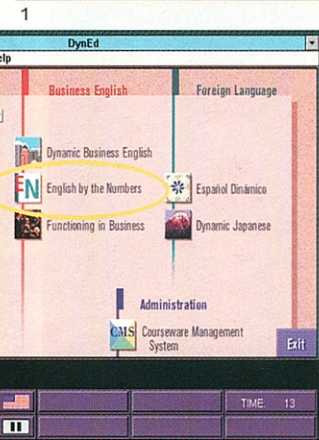 1
DynEd
elp
Business English
Foreign Language
Dynamic Business English
EN
English by the Numbers
Español Dinámico
Functioning in Business
Dynamic Japanese
Administration
CMS
Courseware Management
System
Exit
TIME: 13